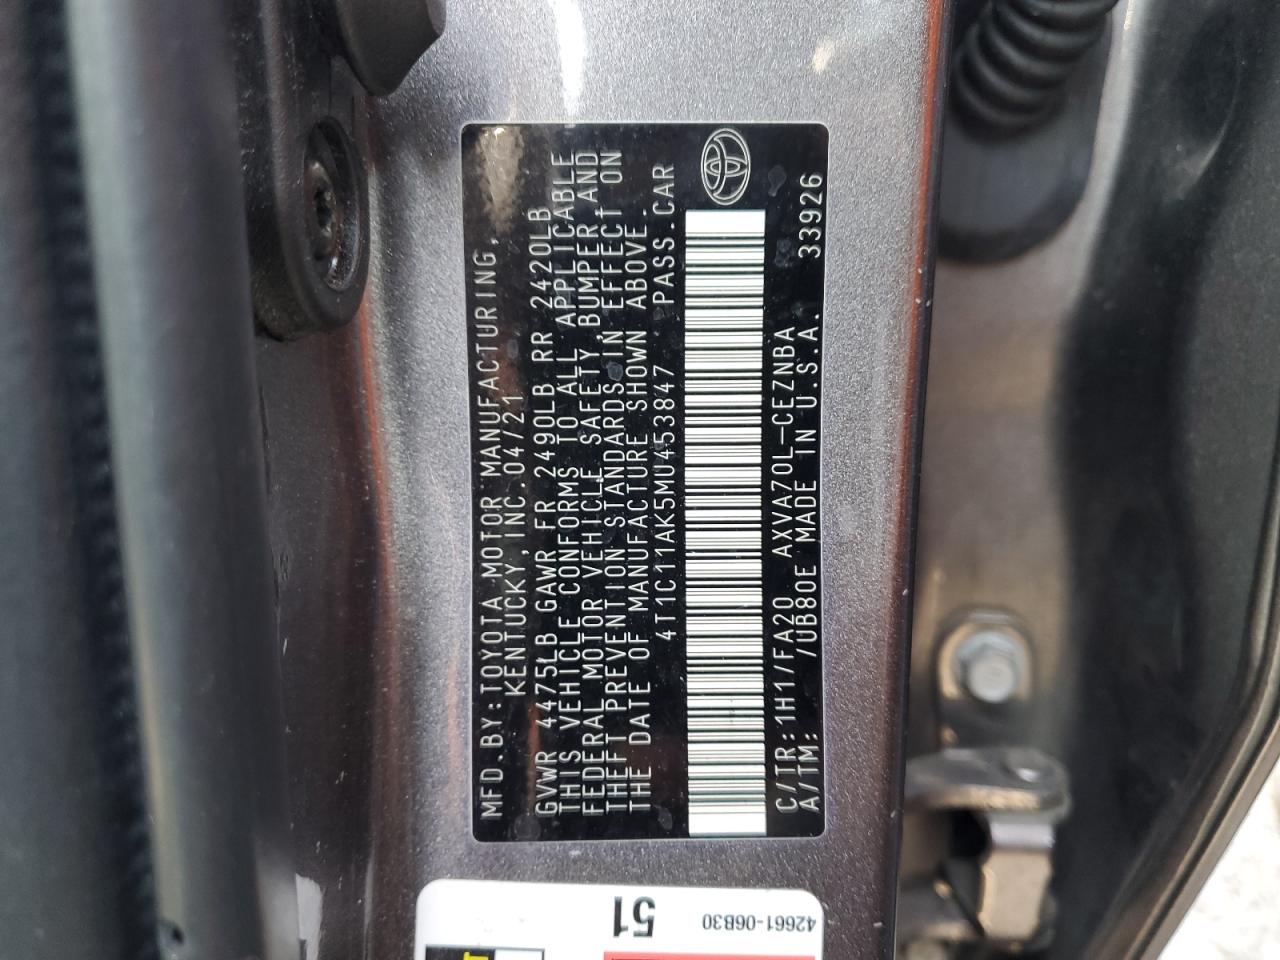 MFD.BY:TOYOTA MOTOR MANUFACTURING,
KENTUCKY, INC.04/21
GVWR 4475LB GAWR FR 2490LB RR 2420LB
THIS VEHICLE CONFORMS TO ALL APPLICABLE
FEDERAL MOTOR VEHICLE SAFETY,BUMPER,AND
THEFT PREVENTION STANDARDS IN EFFECT ON
THE DATE OF MANUFACTURE SHOWN ABOVE.
4T1C11AK5MU453847 PASS.CAR
C/TR:1H1/FA20 AXVA70L-CEZNBA
A/TM: /UB80E MADE IN U.S.A. 33926
51
42661-06B30